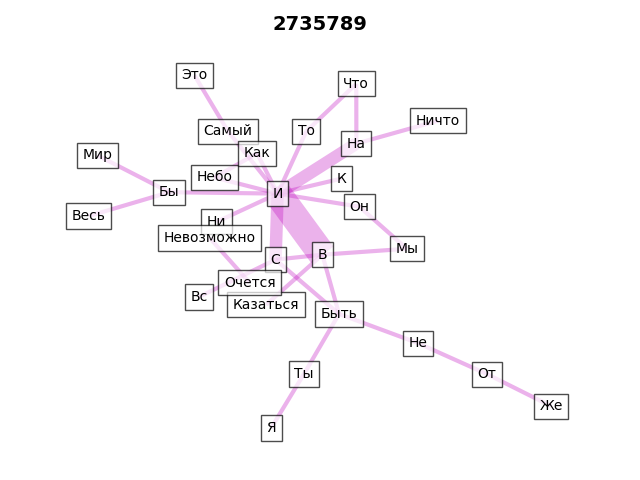 2735789
Это
Что
Ничто
Самый
То
На
Как
Мир
Небо
К
Бы
И
Он
Весь
Ни
Невозможно
Мы
В
С
Очется
Вс
Казаться
Быть
Не
Ты
От
Же
Я